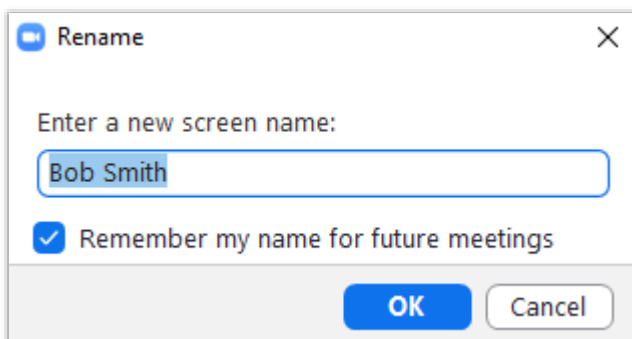 Rename
Enter a new screen name:
Bob Smith
Remember my name for future meetings
OK Cancel